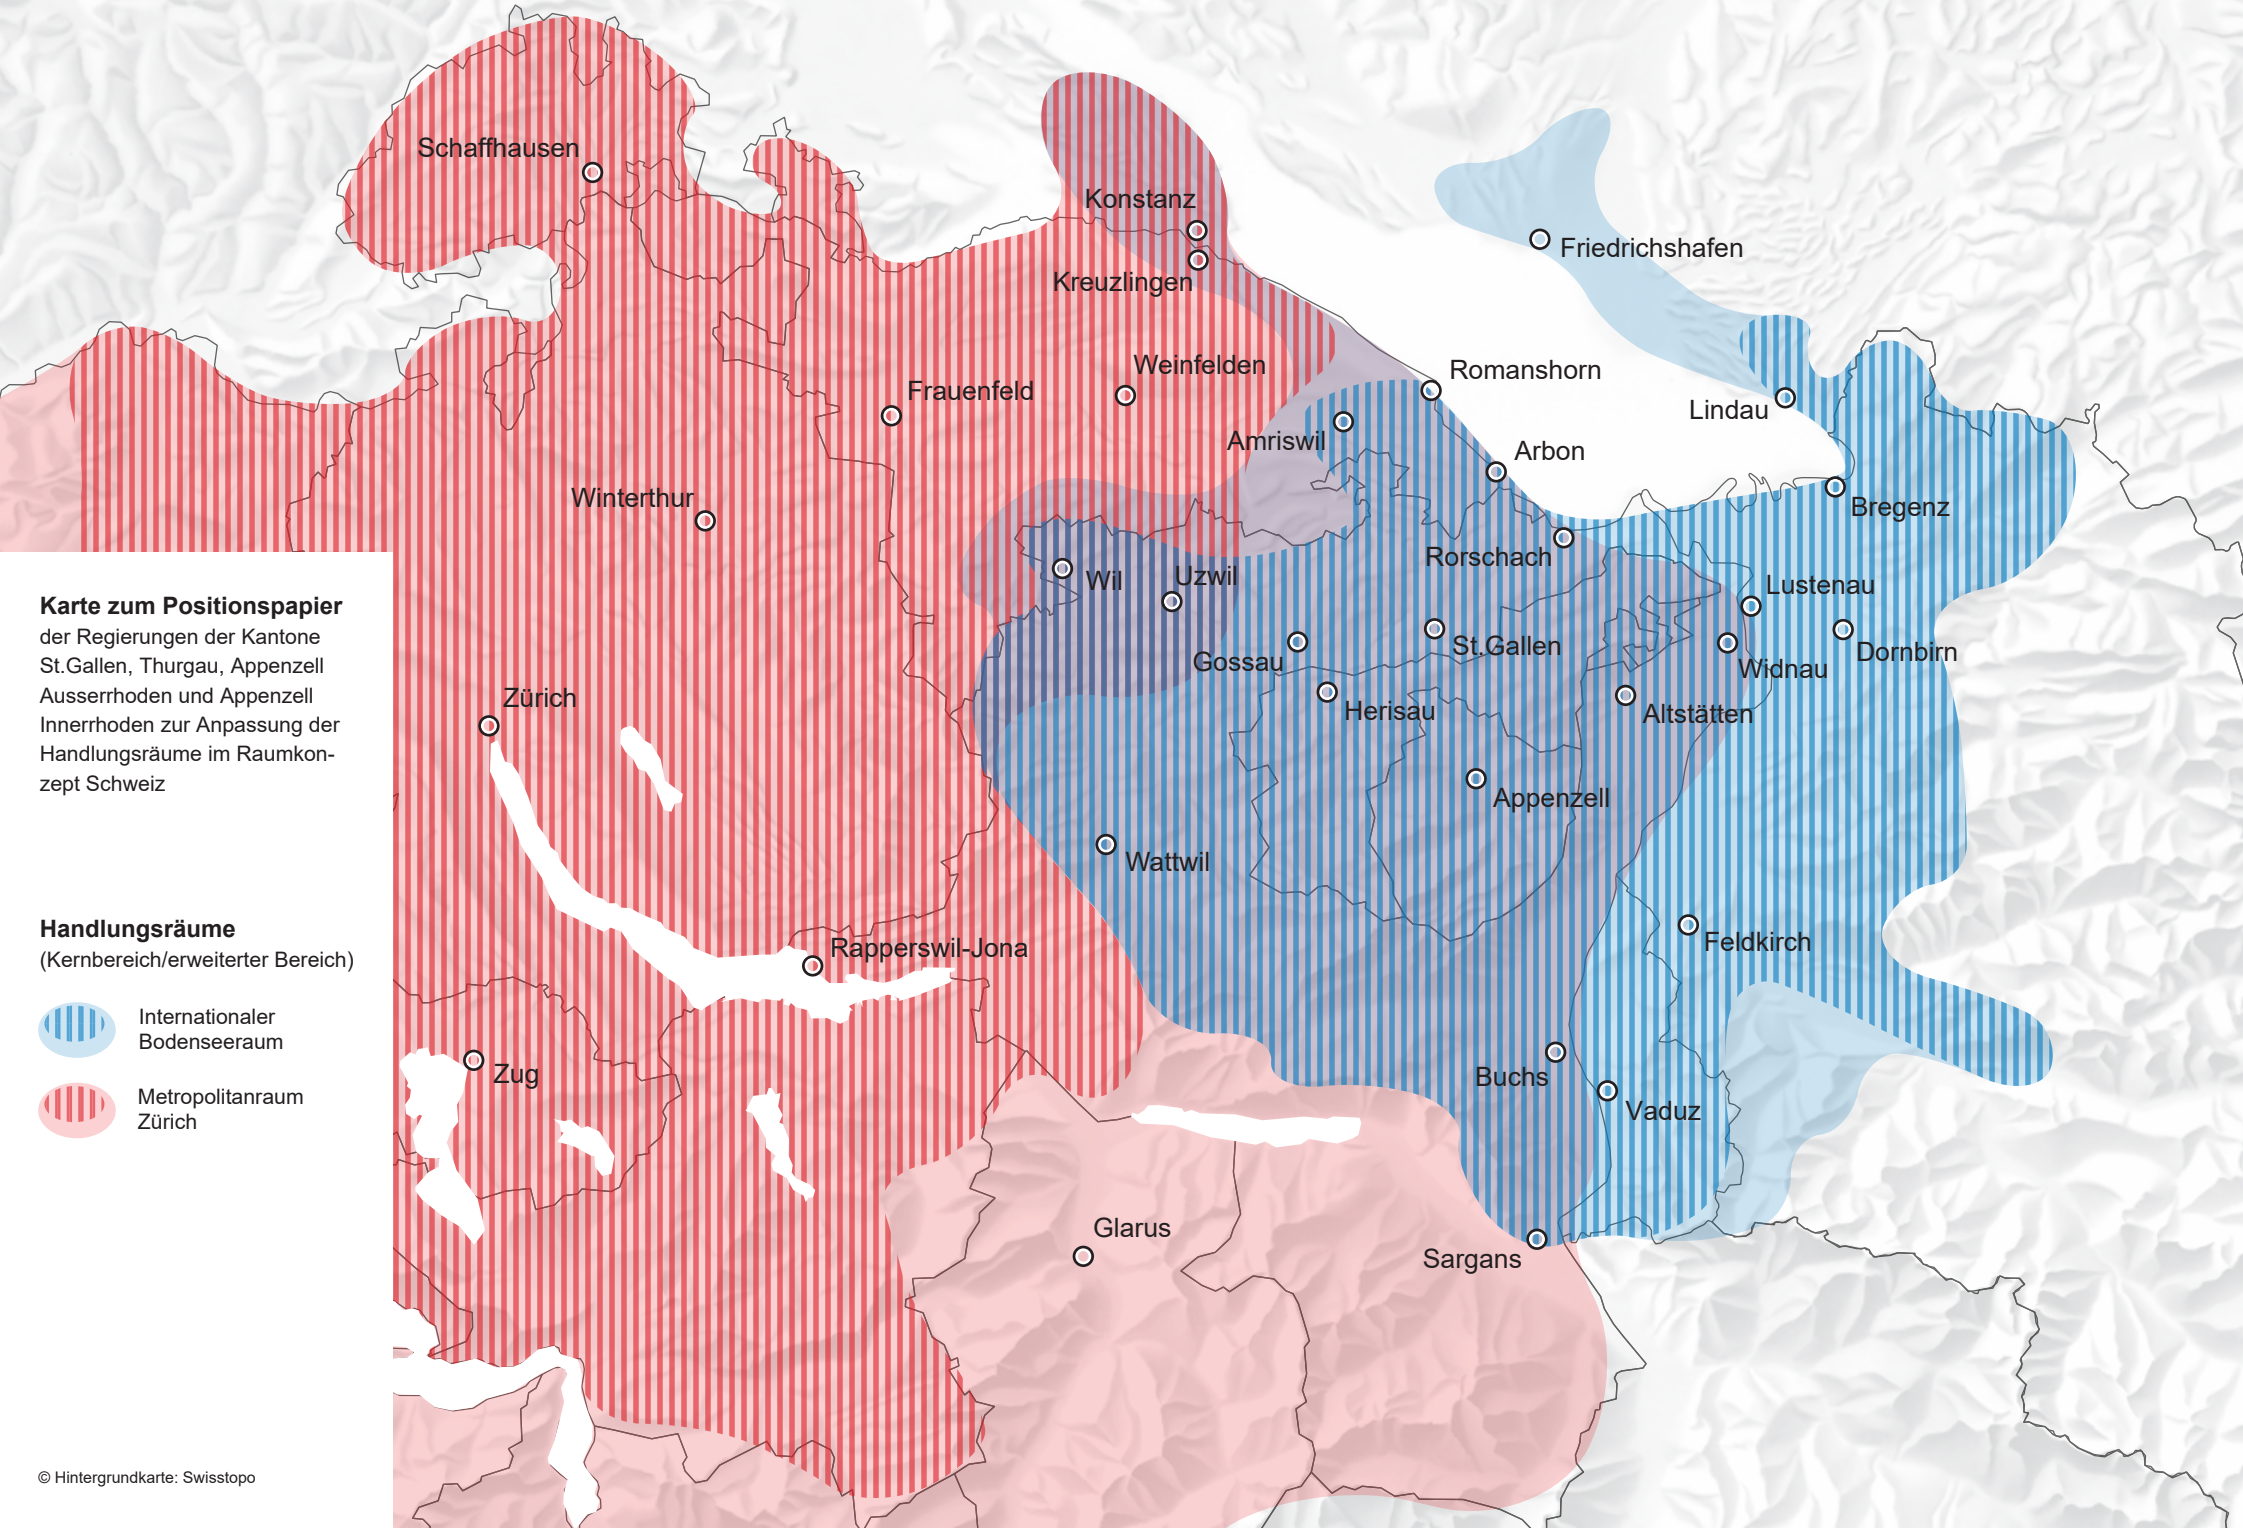 Schaffhausen
Konstanz
Friedrichshafen
Kreuzlingen
Weinfelden
Romanshorn
Frauenfeld
Lindau
Amriswil
Arbon
Winterthur
Bregenz
Rorschach
Wil
Uzwil
Lustenau
St.Gallen
Dornbirn
Gossau
Widnau
Zürich
Herisau
Altstätten
Appenzell
Wattwil
Feldkirch
Rapperswil-Jona
Zug
Buchs
Vaduz
Glarus
Sargans
Karte zum Positionspapier
der Regierungen der Kantone
St.Gallen, Thurgau, Appenzell
Ausserrhoden und Appenzell
Innerrhoden zur Anpassung der
Handlungsräume im Raumkon-
zept Schweiz
Handlungsräume
(Kernbereich/erweiterter Bereich)
Internationaler
Bodenseeraum
Metropolitanraum
Zürich
© Hintergrundkarte: Swisstopo